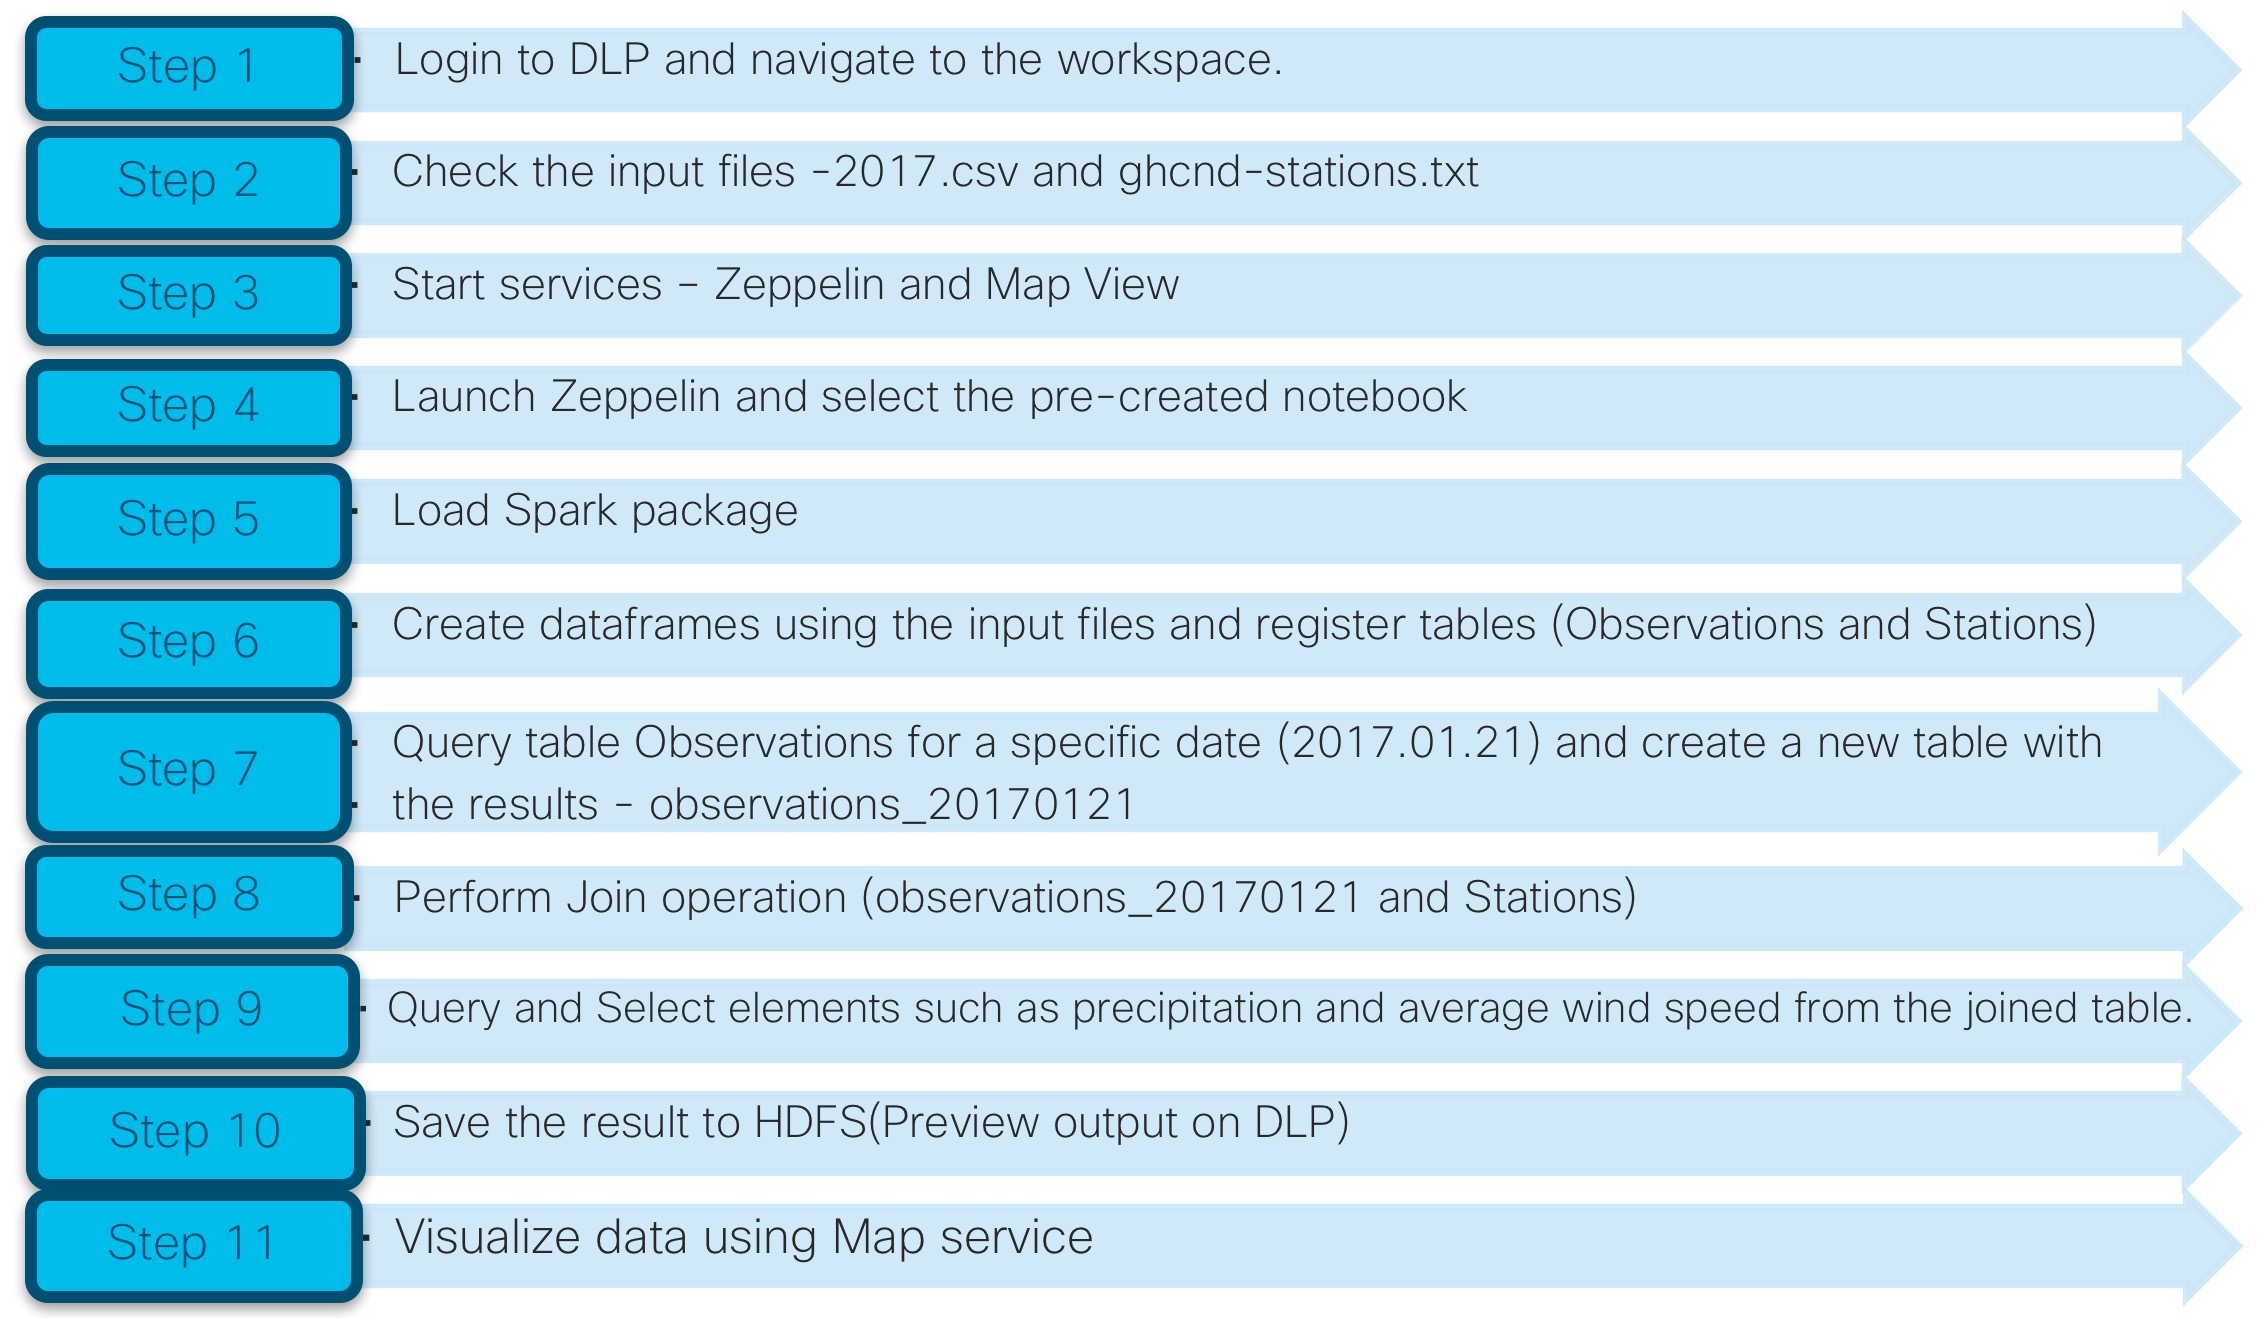 Step 1
· Login to DLP and navigate to the workspace.
Step 2
· Check the input files -2017.csv and ghcnd-stations.txt
Step 3
· Start services – Zeppelin and Map View
Step 4
· Launch Zeppelin and select the pre-created notebook
Step 5
· Load Spark package
Step 6
· Create dataframes using the input files and register tables (Observations and Stations)
Step 7
· Query table Observations for a specific date (2017.01.21) and create a new table with
· the results - observations_20170121
Step 8
· Perform Join operation (observations_20170121 and Stations)
Step 9
· Query and Select elements such as precipitation and average wind speed from the joined table.
Step 10
· Save the result to HDFS(Preview output on DLP)
Step 11
· Visualize data using Map service